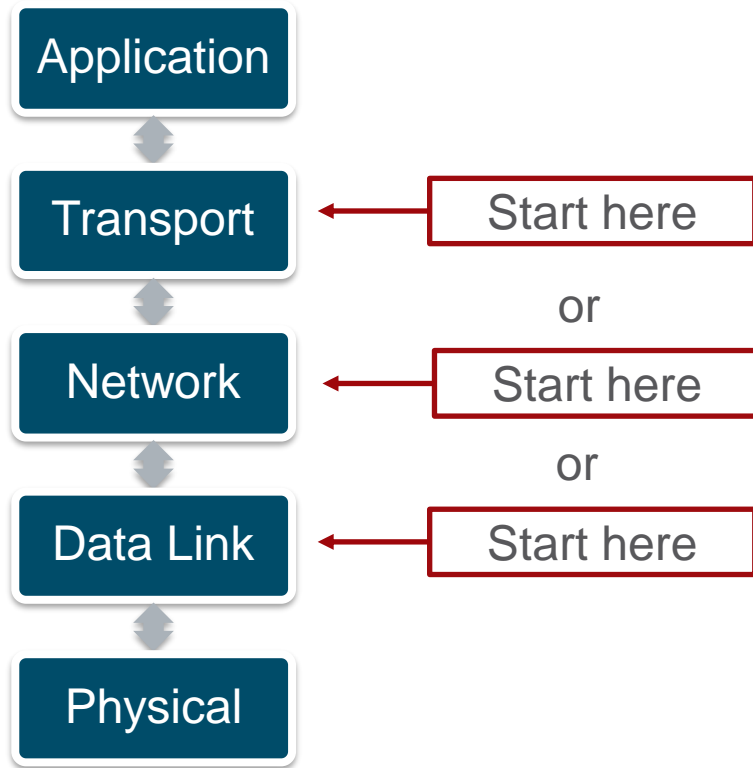 Application
Transport
Start here
or
Network
Start here
or
Data Link
Start here
Physical